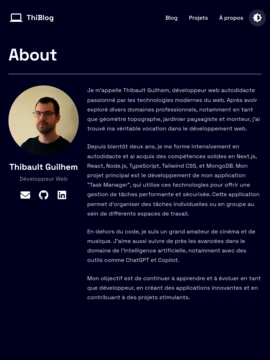 ThiBlog
Blog
Projets
À propos
About
Je m'appelle Thibault Guilhem, développeur web autodidacte
passionné par les technologies modernes du web. Après avoir
exploré divers domaines professionnels, notamment en tant
que géomètre topographe, jardinier paysagiste et monteur, j'ai
trouvé ma véritable vocation dans le développement web.
Depuis bientôt deux ans, je me forme intensivement en
autodidacte et ai acquis des compétences solides en Next.js,
React, Node.js, TypeScript, Tailwind CSS, et MongoDB. Mon
projet principal est le développement de mon application
"Task Manager", qui utilise ces technologies pour offrir une
gestion de tâches performante et sécurisée. Cette application
permet d'organiser des tâches individuelles ou en groupe au
sein de différents espaces de travail.
En dehors du code, je suis un grand amateur de cinéma et de
musique. J'aime aussi suivre de près les avancées dans le
domaine de l'intelligence artificielle, notamment avec des
outils comme ChatGPT et Copilot.
Mon objectif est de continuer à apprendre et à évoluer en tant
que développeur, en créant des applications innovantes et en
contribuant à des projets stimulants.
Thibault Guilhem
Développeur Web